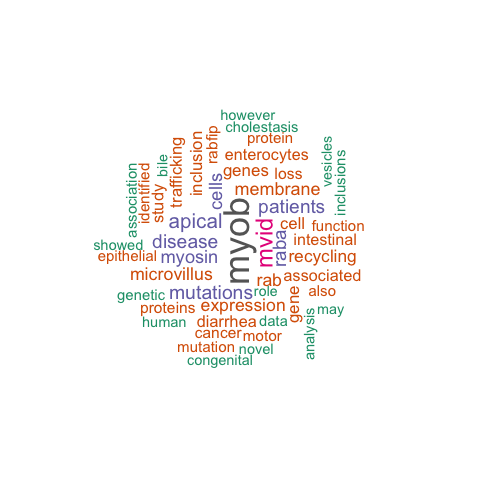 however
cholestasis
protein
rabfip
inclusion
trafficking
bile
study
identified
association
enterocytes
genes
loss
vesicles
inclusions
cells
membrane
apical
myob
patients
mvid
cell
function
raba
intestinal
showed
disease
epithelial
myosin
recycling
microvillus
rab
associated
genetic
mutations
role
gene
also
proteins
expression
human
diarrhea
data
analysis
may
cancer
motor
mutation
novel
congenital